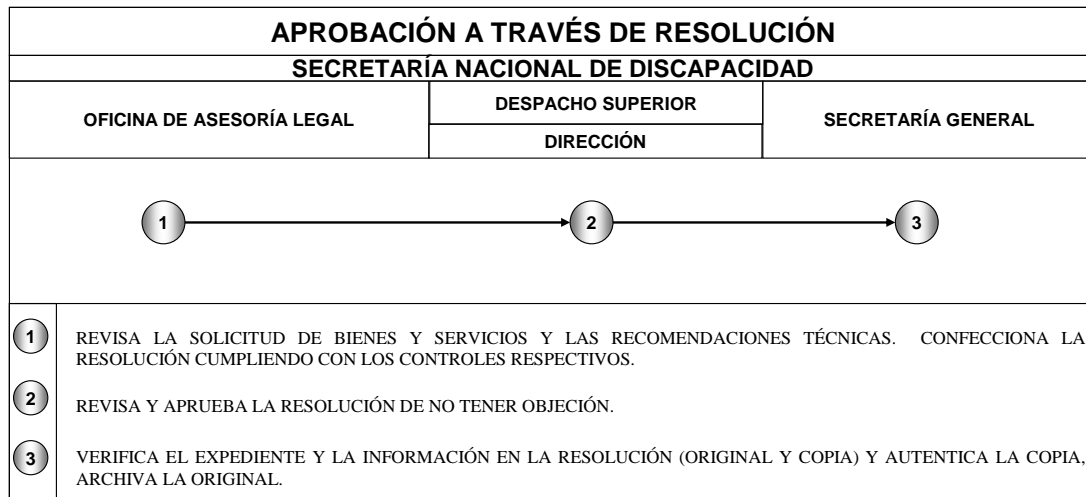 APROBACIÓN A TRAVÉS DE RESOLUCIÓN
SECRETARÍA NACIONAL DE DISCAPACIDAD
OFICINA DE ASESORÍA LEGAL
DESPACHO SUPERIOR
DIRECCIÓN
SECRETARÍA GENERAL
1
2
3
1
REVISA LA SOLICITUD DE BIENES Y SERVICIOS Y LAS RECOMENDACIONES TÉCNICAS. CONFECCIONA LA
RESOLUCIÓN CUMPLIENDO CON LOS CONTROLES RESPECTIVOS.
2
REVISA Y APRUEBA LA RESOLUCIÓN DE NO TENER OBJECIÓN.
3
VERIFICA EL EXPEDIENTE Y LA INFORMACIÓN EN LA RESOLUCIÓN (ORIGINAL Y COPIA) Y AUTENTICA LA COPIA,
ARCHIVA LA ORIGINAL.